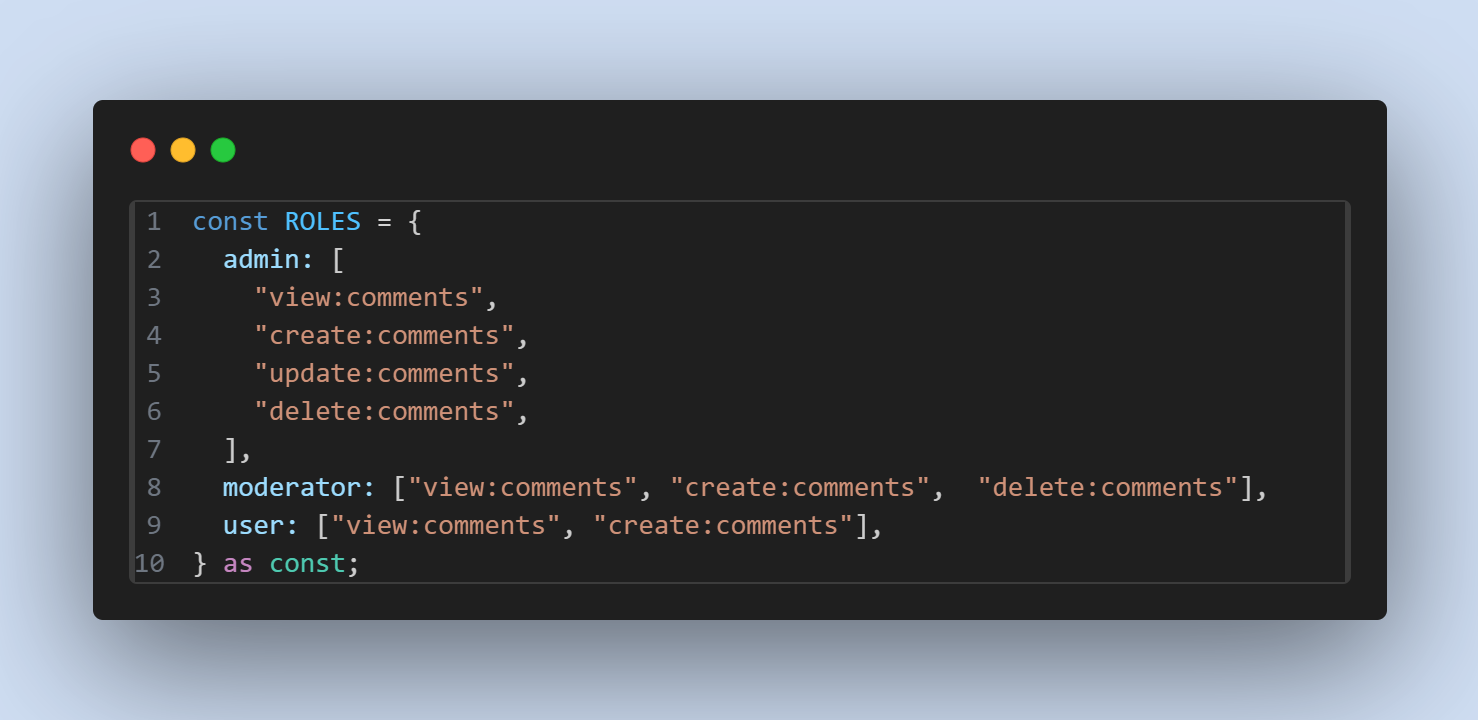 1 const ROLES = {
2   admin: [
3     "view:comments",
4     "create:comments",
5     "update:comments",
6     "delete:comments",
7   ],
8   moderator: ["view:comments", "create:comments",  "delete:comments"],
9   user: ["view:comments", "create:comments"],
10 } as const;